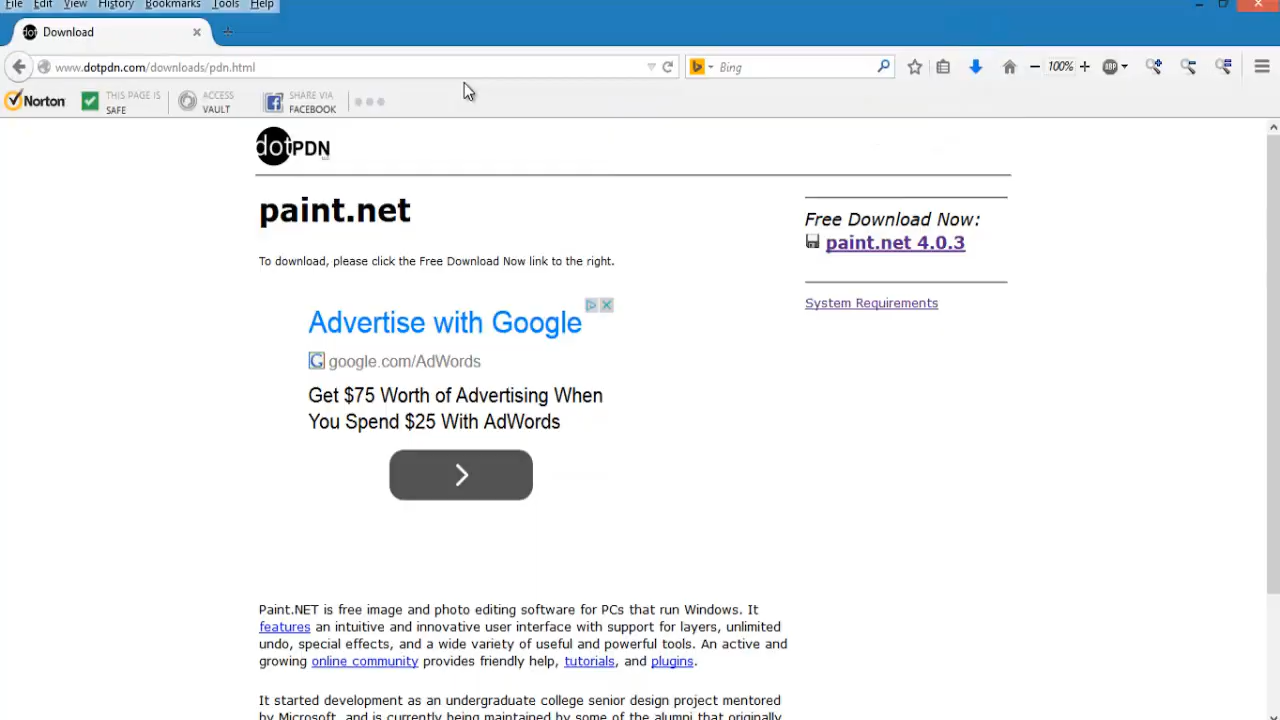 File Edit View History Bookmarks Tools Help
Download
www.dotpdn.com/downloads/pdn.html
Bing
100%
ABP
Norton
THIS PAGE IS
SAFE
ACCESS
VAULT
SHARE VIA
FACEBOOK
dotPDN
paint.net
To download, please click the Free Download Now link to the right.
Free Download Now:
paint.net 4.0.3
System Requirements
Advertise with Google
google.com/AdWords
Get $75 Worth of Advertising When
You Spend $25 With AdWords
Paint.NET is free image and photo editing software for PCs that run Windows. It
features an intuitive and innovative user interface with support for layers, unlimited
undo, special effects, and a wide variety of useful and powerful tools. An active and
growing online community provides friendly help, tutorials, and plugins.
It started development as an undergraduate college senior design project mentored
by Microsoft, and is currently being maintained by some of the alumni that originally